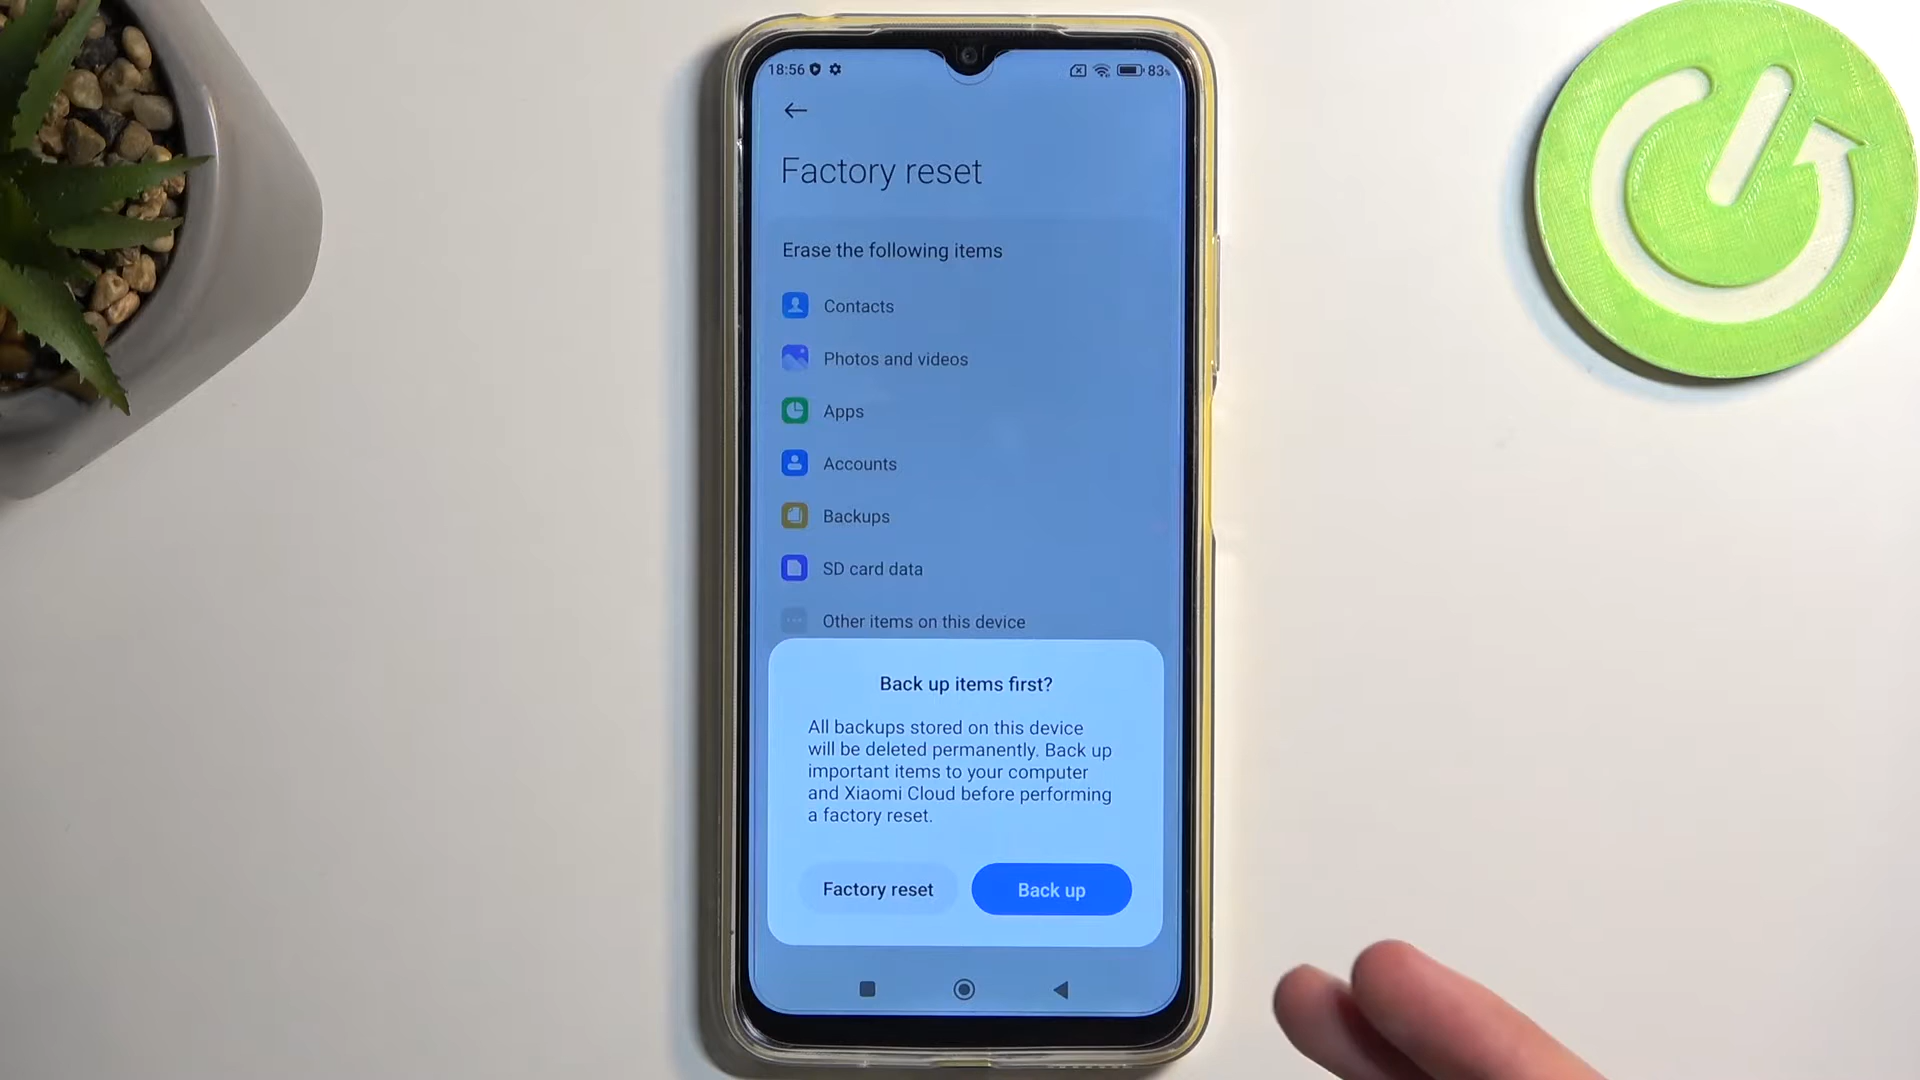 18:56
83%
Factory reset
Erase the following items
Contacts
Photos and videos
Apps
Accounts
Backups
SD card data
Other items on this device
Back up items first?
All backups stored on this device
will be deleted permanently. Back up
important items to your computer
and Xiaomi Cloud before performing
a factory reset.
Factory reset
Back up